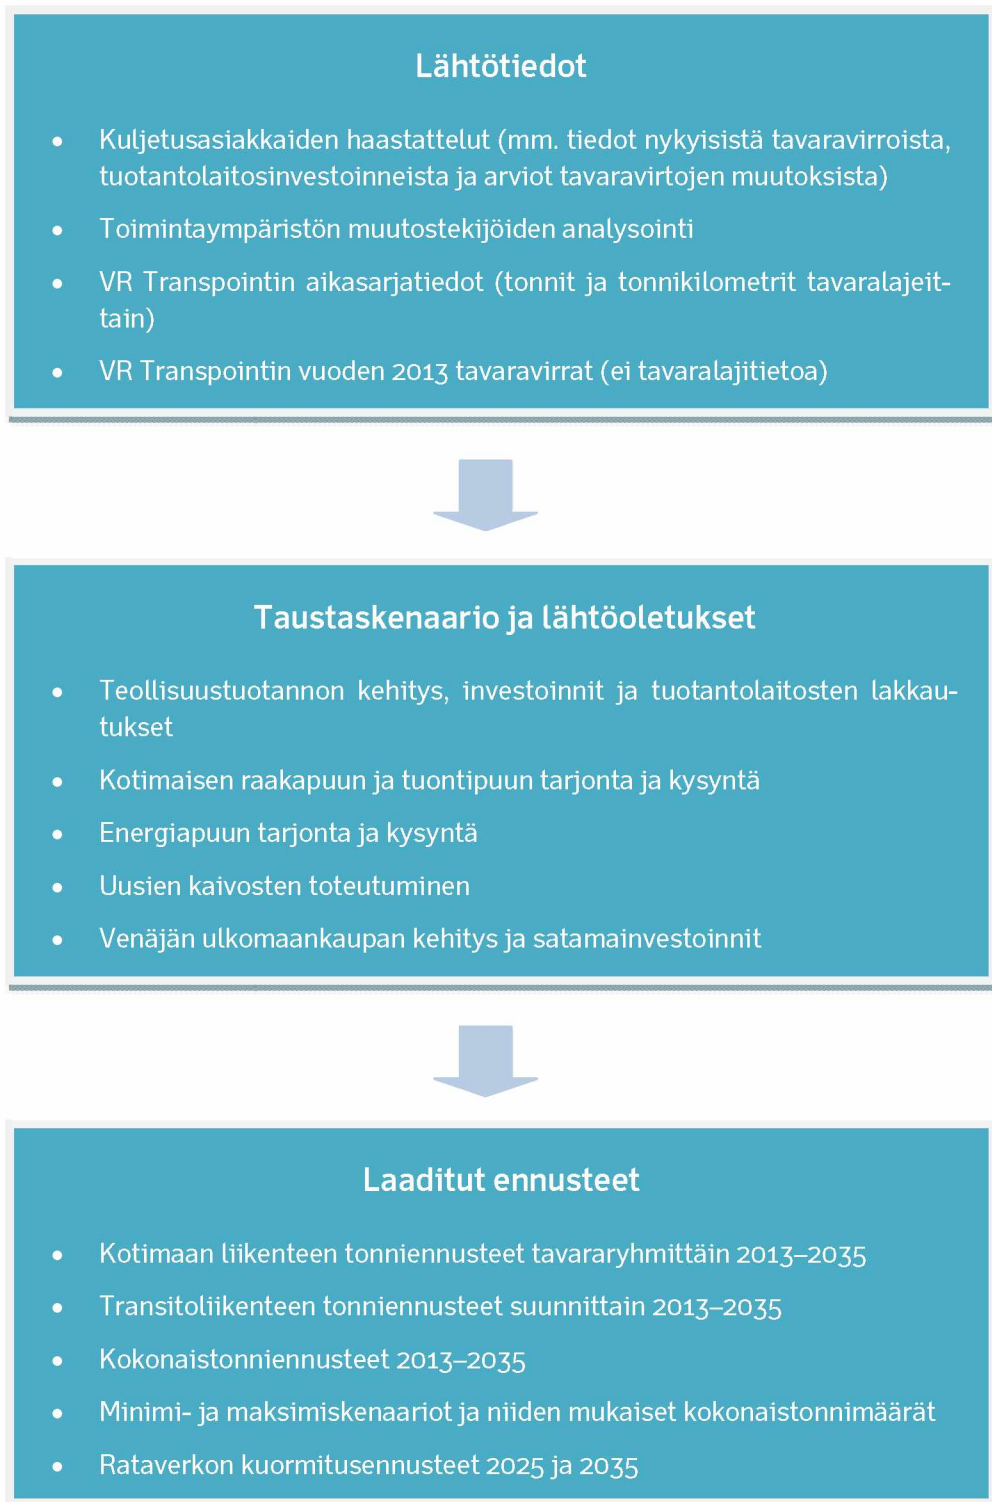 Lähtötiedot
• Kuljetusasiakkaiden haastattelut (mm. tiedot nykyisistä tavaravirroista,
tuotantolaitosinvestoinneista ja arviot tavaravirtojen muutoksista)
• Toimintaympäristön muutostekijöiden analysointi
• VR Transpointin aikasarjatiedot (tonnit ja tonnikilometrit tavaralajeit-
tain)
• VR Transpointin vuoden 2013 tavaravirrat (ei tavaralajitietoa)
Taustaskenaario ja lähtöoletukset
• Teollisuustuotannon kehitys, investoinnit ja tuotantolaitosten lakkau-
tukset
• Kotimaisen raakapuun ja tuontipuun tarjonta ja kysyntä
• Energiapuun tarjonta ja kysyntä
• Uusien kaivosten toteutuminen
• Venäjän ulkomaankaupan kehitys ja satamainvestoinnit
Laaditut ennusteet
• Kotimaan liikenteen tonniennusteet tavararyhmittäin 2013–2035
• Transitoliikenteen tonniennusteet suunnittain 2013–2035
• Kokonaistonniennusteet 2013–2035
• Minimi- ja maksimiskenaariot ja niiden mukaiset kokonaistonnimäärät
• Rataverkon kuormitusennusteet 2025 ja 2035